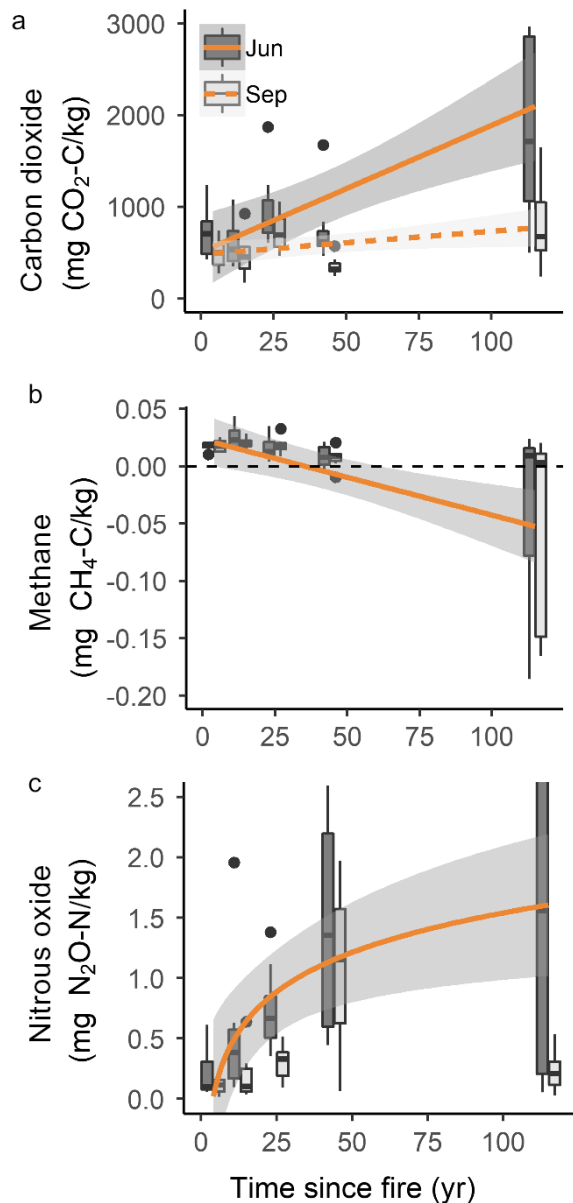 a
Carbon dioxide
(mg CO₂-C/kg)
3000
2000
1000
0
Jun
Sep
0 25 50 75 100
b
Methane
(mg CH₄-C/kg)
0.05
0.00
-0.05
-0.10
-0.15
-0.20
0 25 50 75 100
c
Nitrous oxide
(mg N₂O-N/kg)
2.5
2.0
1.5
1.0
0.5
0.0
0 25 50 75 100
Time since fire (yr)